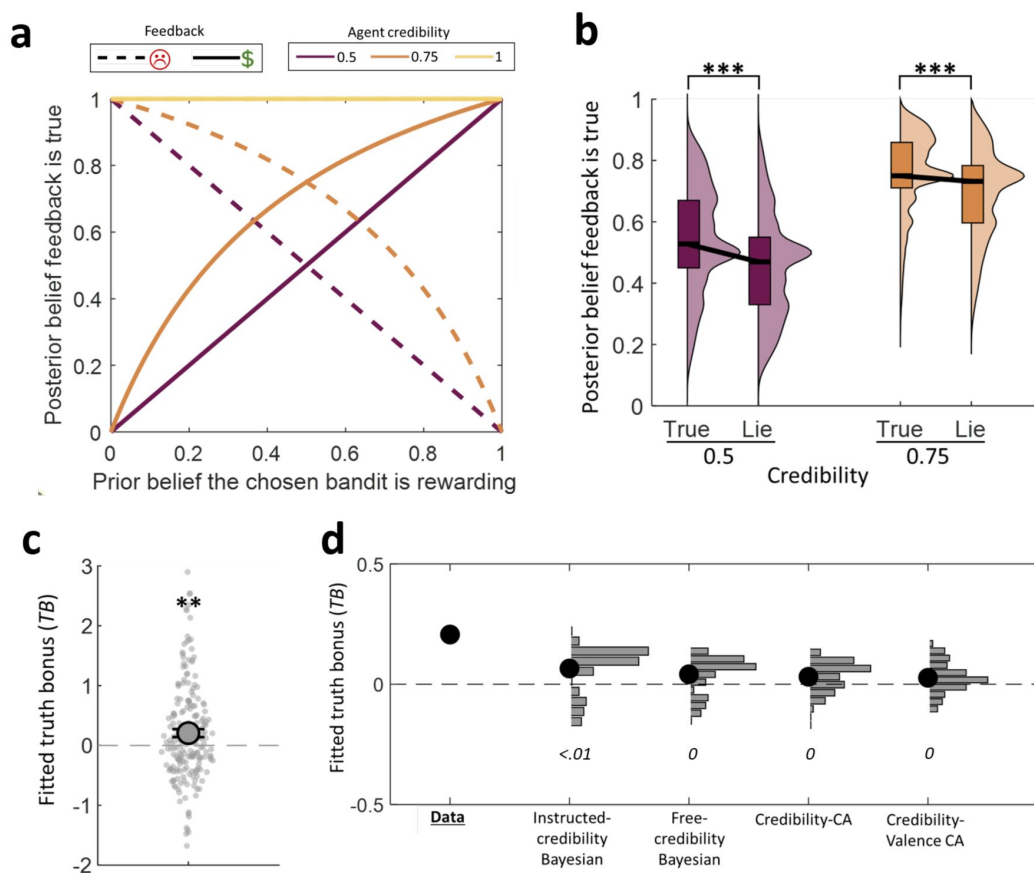 a
Feedback
$
Agent credibility
0.5 0.75 1
Posterior belief feedback is true
1
0.8
0.6
0.4
0.2
0
0 0.2 0.4 0.6 0.8 1
Prior belief the chosen bandit is rewarding
b
*** ***
Posterior belief feedback is true
1
0.8
0.6
0.4
0.2
0
True Lie True Lie
0.5 0.75
Credibility
c
Fitted truth bonus (TB)
3
2
1
0
-1
-2
**
d
Fitted truth bonus (TB)
0.5
0
-0.5
<.01 0 0 0
Data Instructed- Free- Credibility-CA Credibility-
credibility credibility Valence CA
Bayesian Bayesian